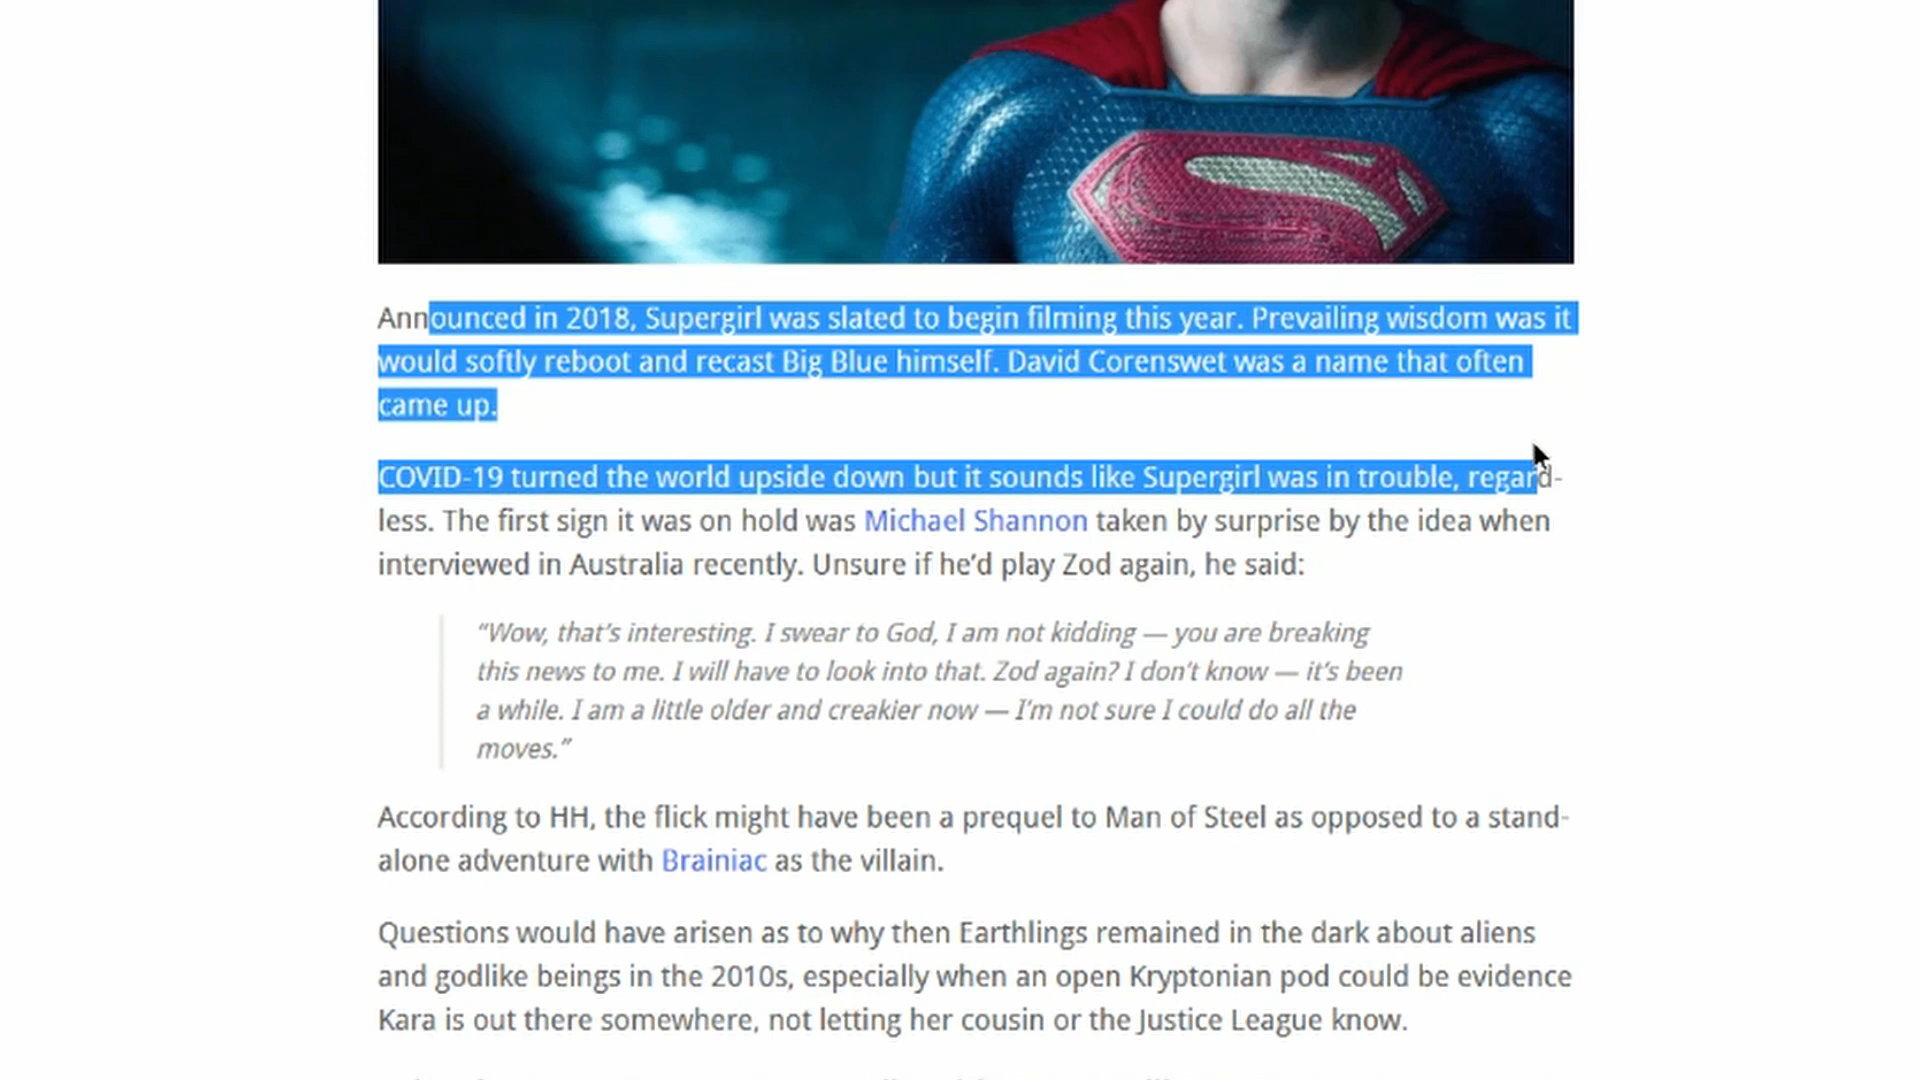 Announced in 2018, Supergirl was slated to begin filming this year. Prevailing wisdom was it
would softly reboot and recast Big Blue himself. David Corenswet was a name that often
came up.
COVID-19 turned the world upside down but it sounds like Supergirl was in trouble, regard-
less. The first sign it was on hold was Michael Shannon taken by surprise by the idea when
interviewed in Australia recently. Unsure if he’d play Zod again, he said:
“Wow, that’s interesting. I swear to God, I am not kidding — you are breaking
this news to me. I will have to look into that. Zod again? I don’t know — it’s been
a while. I am a little older and creakier now — I’m not sure I could do all the
moves.”
According to HH, the flick might have been a prequel to Man of Steel as opposed to a stand-
alone adventure with Brainiac as the villain.
Questions would have arisen as to why then Earthlings remained in the dark about aliens
and godlike beings in the 2010s, especially when an open Kryptonian pod could be evidence
Kara is out there somewhere, not letting her cousin or the Justice League know.